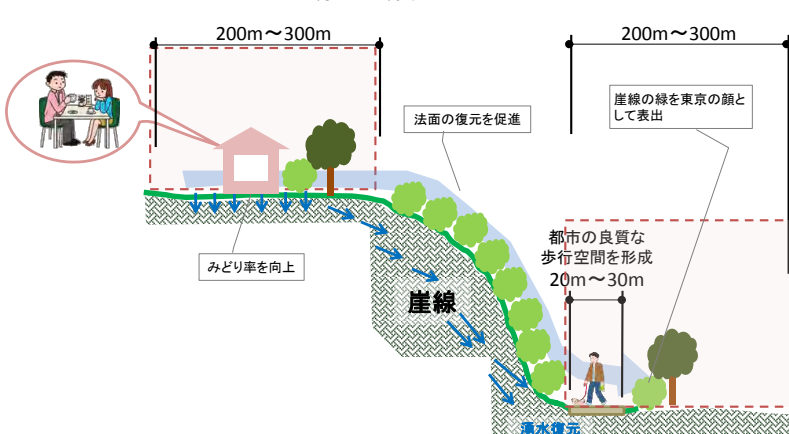 200m～300m
200m～300m
法面の復元を促進
崖線の緑を東京の顔と
して表出
都市の良質な
歩行空間を形成
20m～30m
みどり率を向上
崖線
湧水復元